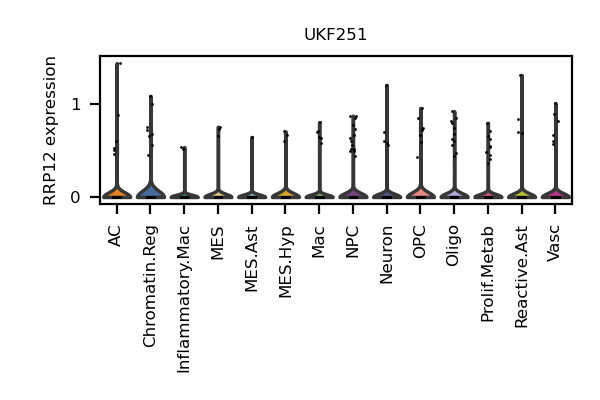 UKF251
RRP12 expression
1
0
AC
Chromatin.Reg
Inflammatory.Mac
MES
MES.Ast
MES.Hyp
Mac
NPC
Neuron
OPC
Oligo
Prolif.Metab
Reactive.Ast
Vasc